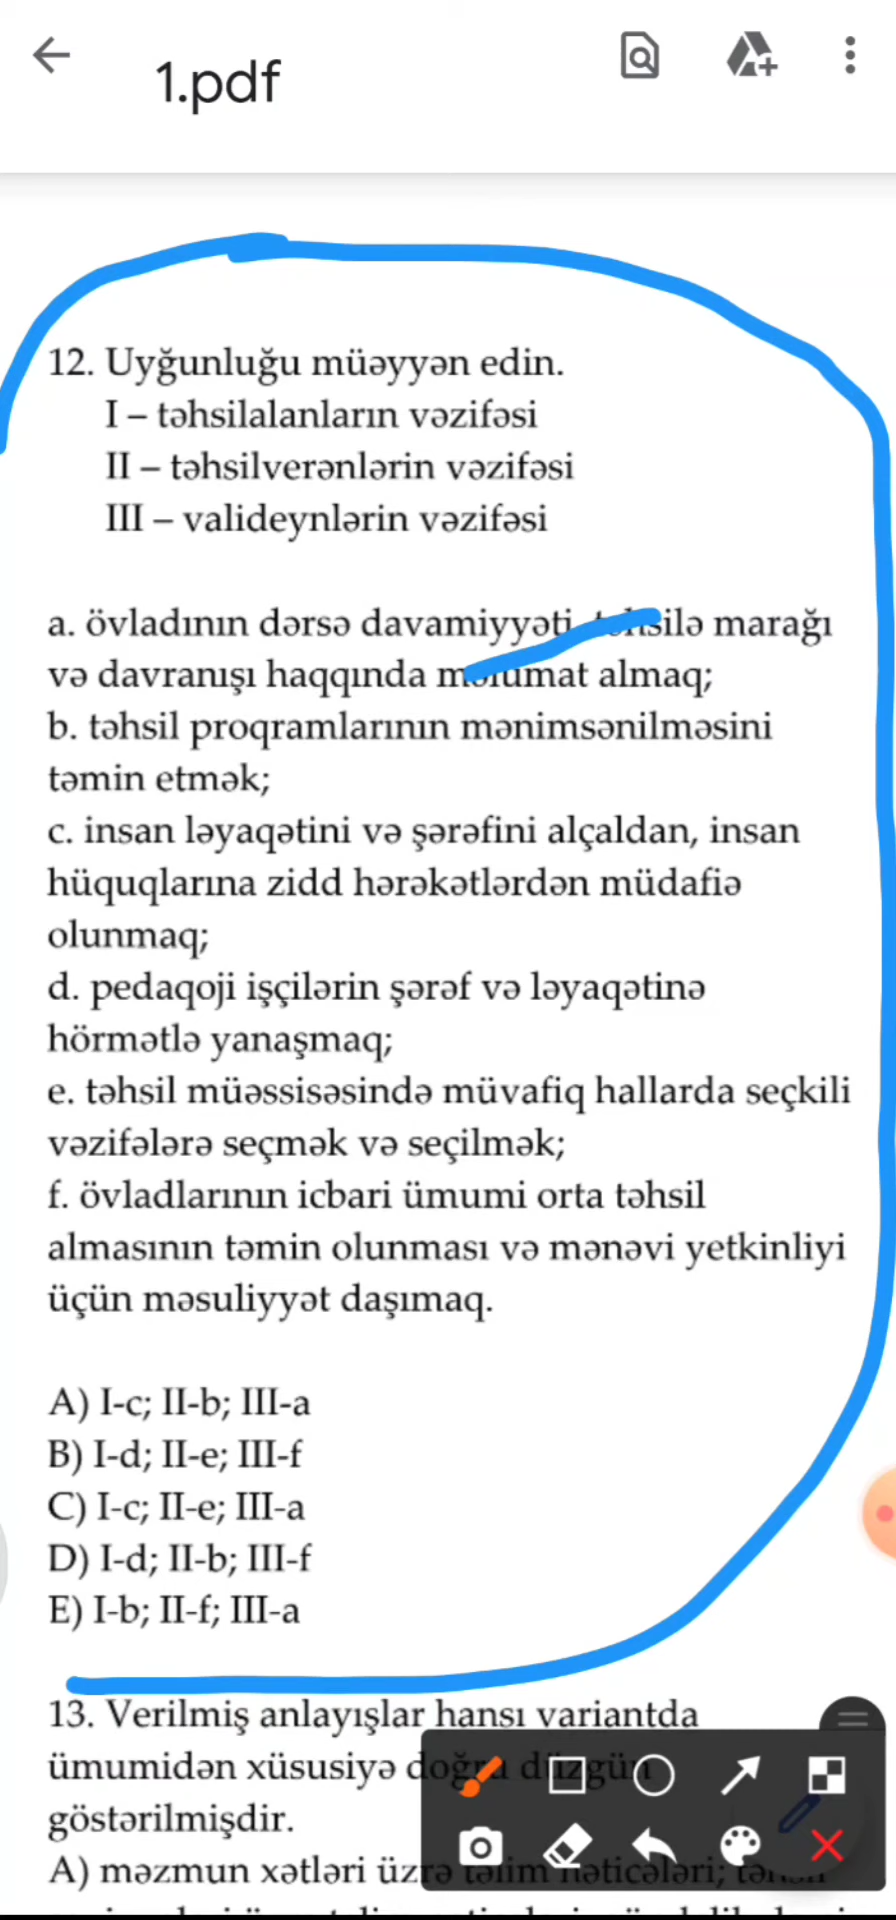 1.pdf
12. Uyğunluğu müəyyən edin.
I – təhsilalanların vəzifəsi
II – təhsilverənlərin vəzifəsi
III – valideynlərin vəzifəsi
a. övladının dərsə davamiyyəti, təhsilə marağı
və davranışı haqqında məlumat almaq;
b. təhsil proqramlarının mənimsənilməsini
təmin etmək;
c. insan ləyaqətini və şərəfini alçaldan, insan
hüquqlarına zidd hərəkətlərdən müdafiə
olunmaq;
d. pedaqoji işçilərin şərəf və ləyaqətinə
hörmətlə yanaşmaq;
e. təhsil müəssisəsində müvafiq hallarda seçkili
vəzifələrə seçmək və seçilmək;
f. övladlarının icbari ümumi orta təhsil
almasının təmin olunması və mənəvi yetkinliyi
üçün məsuliyyət daşımaq.
A) I-c; II-b; III-a
B) I-d; II-e; III-f
C) I-c; II-e; III-a
D) I-d; II-b; III-f
E) I-b; II-f; III-a
13. Verilmiş anlayışlar hansı variantda
ümumidən xüsusiyə doğru düzgün
göstərilmişdir.
A) məzmun xətləri üzrə təlim nəticələri;